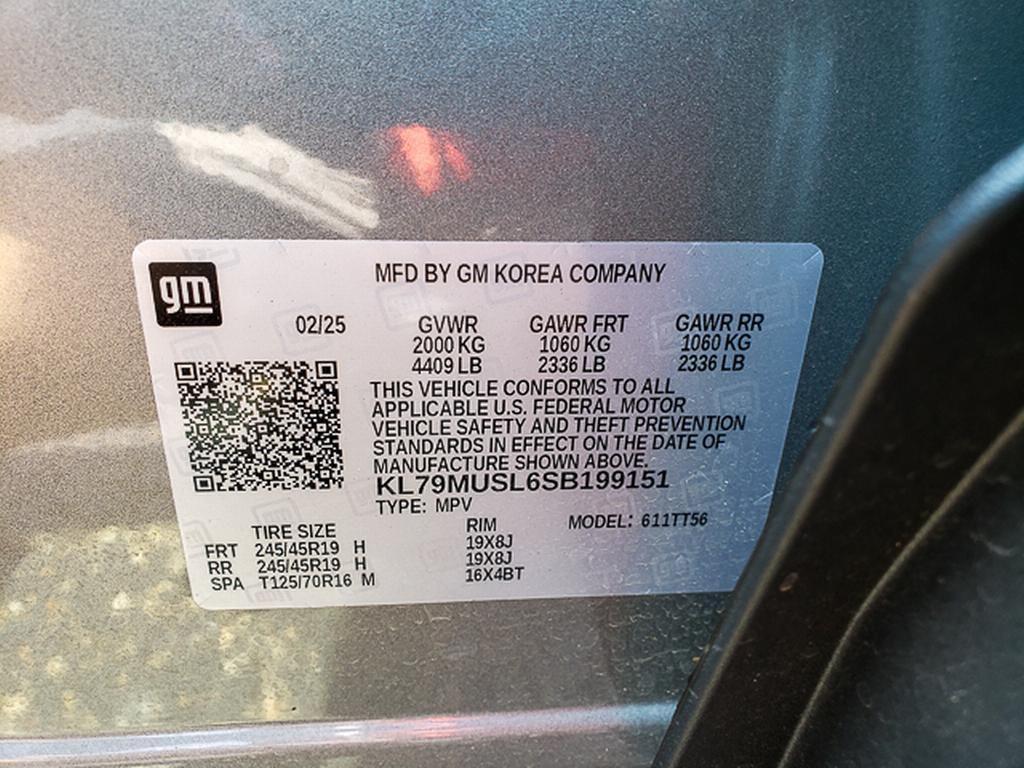 gm
MFD BY GM KOREA COMPANY
02/25 GVWR GAWR FRT GAWR RR
2000 KG 1060 KG 1060 KG
4409 LB 2336 LB 2336 LB
THIS VEHICLE CONFORMS TO ALL
APPLICABLE U.S. FEDERAL MOTOR
VEHICLE SAFETY AND THEFT PREVENTION
STANDARDS IN EFFECT ON THE DATE OF
MANUFACTURE SHOWN ABOVE.
KL79MUSL6SB199151
TYPE: MPV
TIRE SIZE RIM MODEL: 611TT56
FRT 245/45R19 H 19X8J
RR 245/45R19 H 19X8J
SPA T125/70R16 M 16X4BT